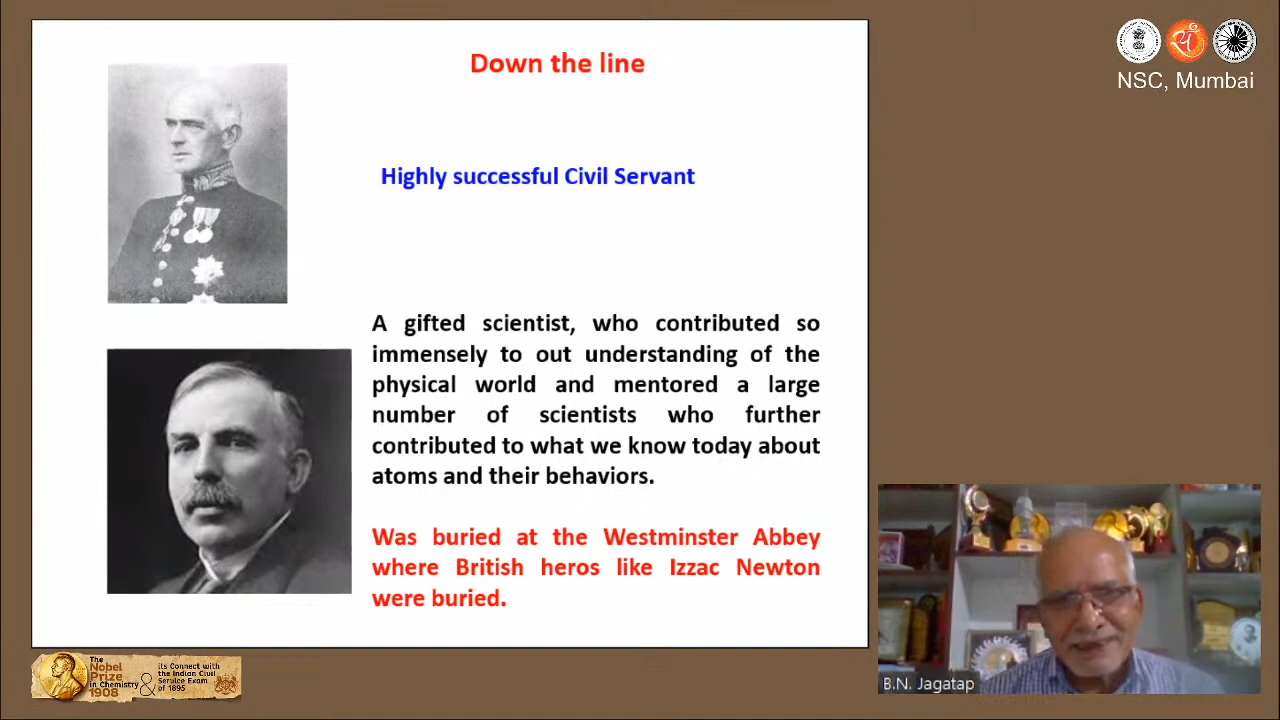 Down the line
NSC, Mumbai
Highly successful Civil Servant
A gifted scientist, who contributed so
immensely to out understanding of the
physical world and mentored a large
number of scientists who further
contributed to what we know today about
atoms and their behaviors.
Was buried at the Westminster Abbey
where British heros like Izzac Newton
were buried.
B.N. Jagatap
The
Nobel
Prize
in Chemistry
1908
&
its Connect with
the Indian Civil
Service Exam
of 1895